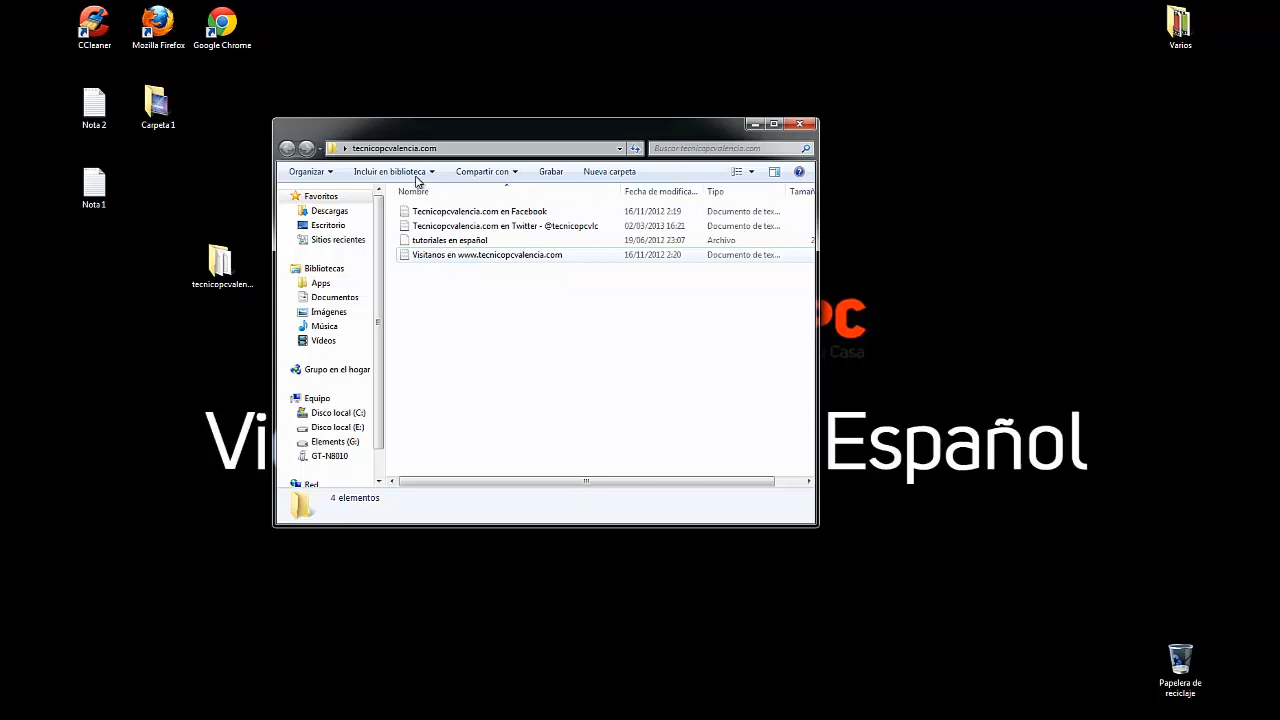 CCleaner
Mozilla Firefox
Google Chrome
Varios
Nota 2
Carpeta 1
Nota 1
tecnicopcvalen...
tecnicopcvalencia.com
Buscar tecnicopcvalencia.com
Organizar
Incluir en biblioteca
Compartir con
Grabar
Nueva carpeta
Nombre
Fecha de modifica...
Tipo
Tamañ
Favoritos
Descargas
Escritorio
Sitios recientes
Bibliotecas
Apps
Documentos
Imágenes
Música
Vídeos
Grupo en el hogar
Equipo
Disco local (C:)
Disco local (E:)
Elements (G:)
GT-N8010
Red
Tecnicopcvalencia.com en Facebook 16/11/2012 2:19 Documento de tex...
Tecnicopcvalencia.com en Twitter - @tecnicopcvlc 02/03/2013 16:21 Documento de tex...
tutoriales en español 19/06/2012 23:07 Archivo 2
Visitanos en www.tecnicopcvalencia.com 16/11/2012 2:20 Documento de tex...
4 elementos
PC
Casa
Vi Español
Papelera de
reciclaje